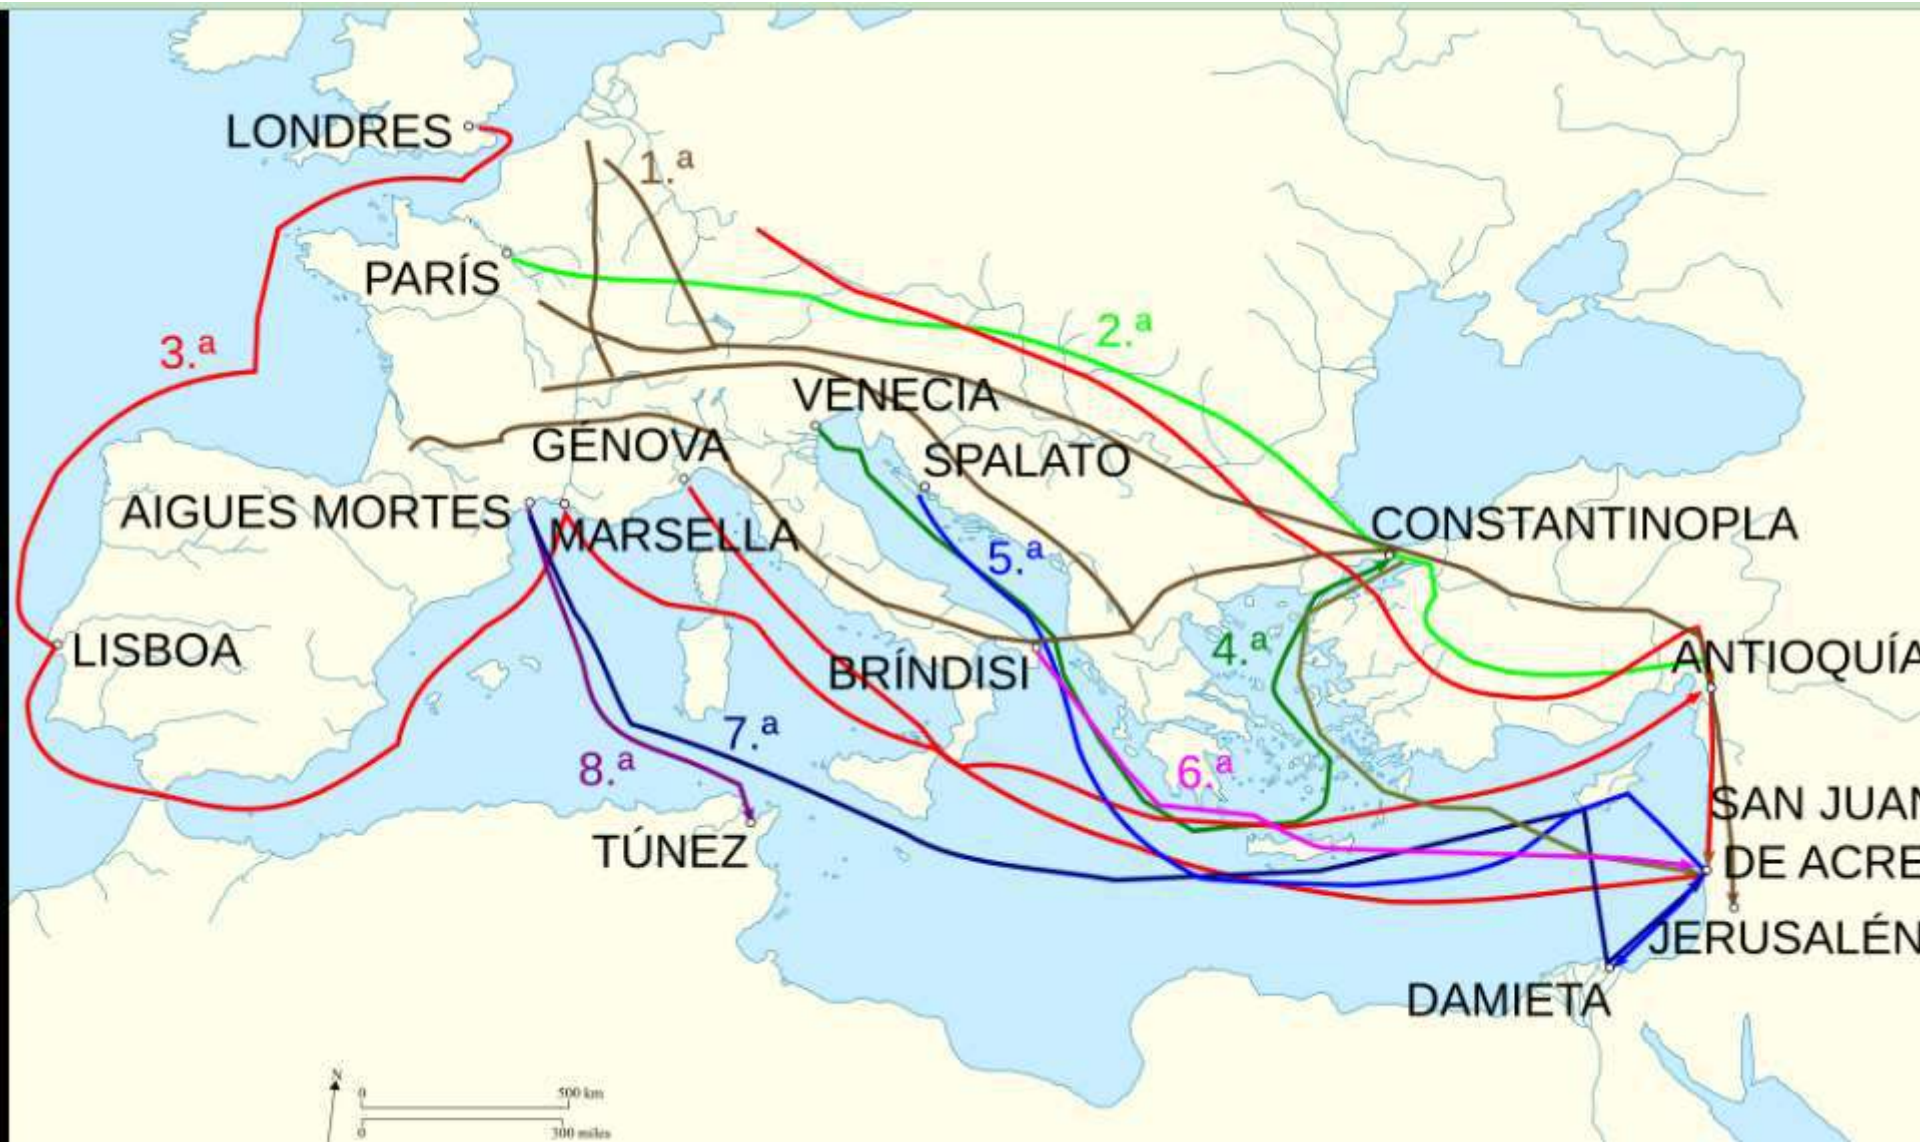 LONDRES
1.ª
PARÍS
2.ª
3.ª
VENECIA
GÉNOVA
SPALATO
AIGUES MORTES
MARSELLA
CONSTANTINOPLA
5.ª
LISBOA
4.ª
BRÍNDISI
ANTIOQUÍA
7.ª
8.ª
6.ª
SAN JUAN
DE ACRE
TÚNEZ
JERUSALÉN
DAMIETA
N
0 500 km
0 300 miles